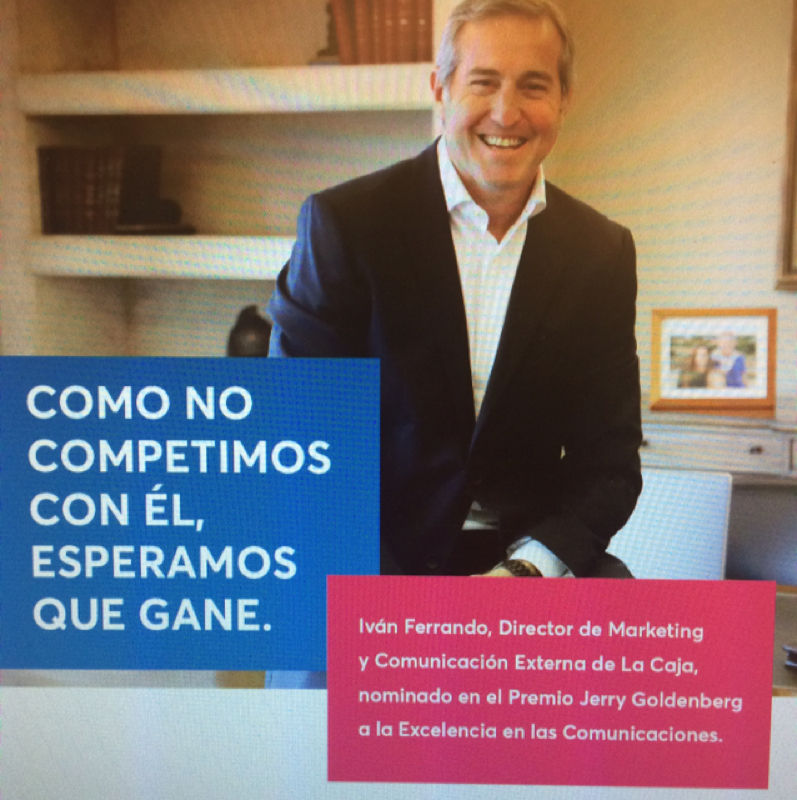 COMO NO
COMPETIMOS
CON ÉL,
ESPERAMOS
QUE GANE.
Iván Ferrando, Director de Marketing
y Comunicación Externa de La Caja,
nominado en el Premio Jerry Goldenberg
a la Excelencia en las Comunicaciones.